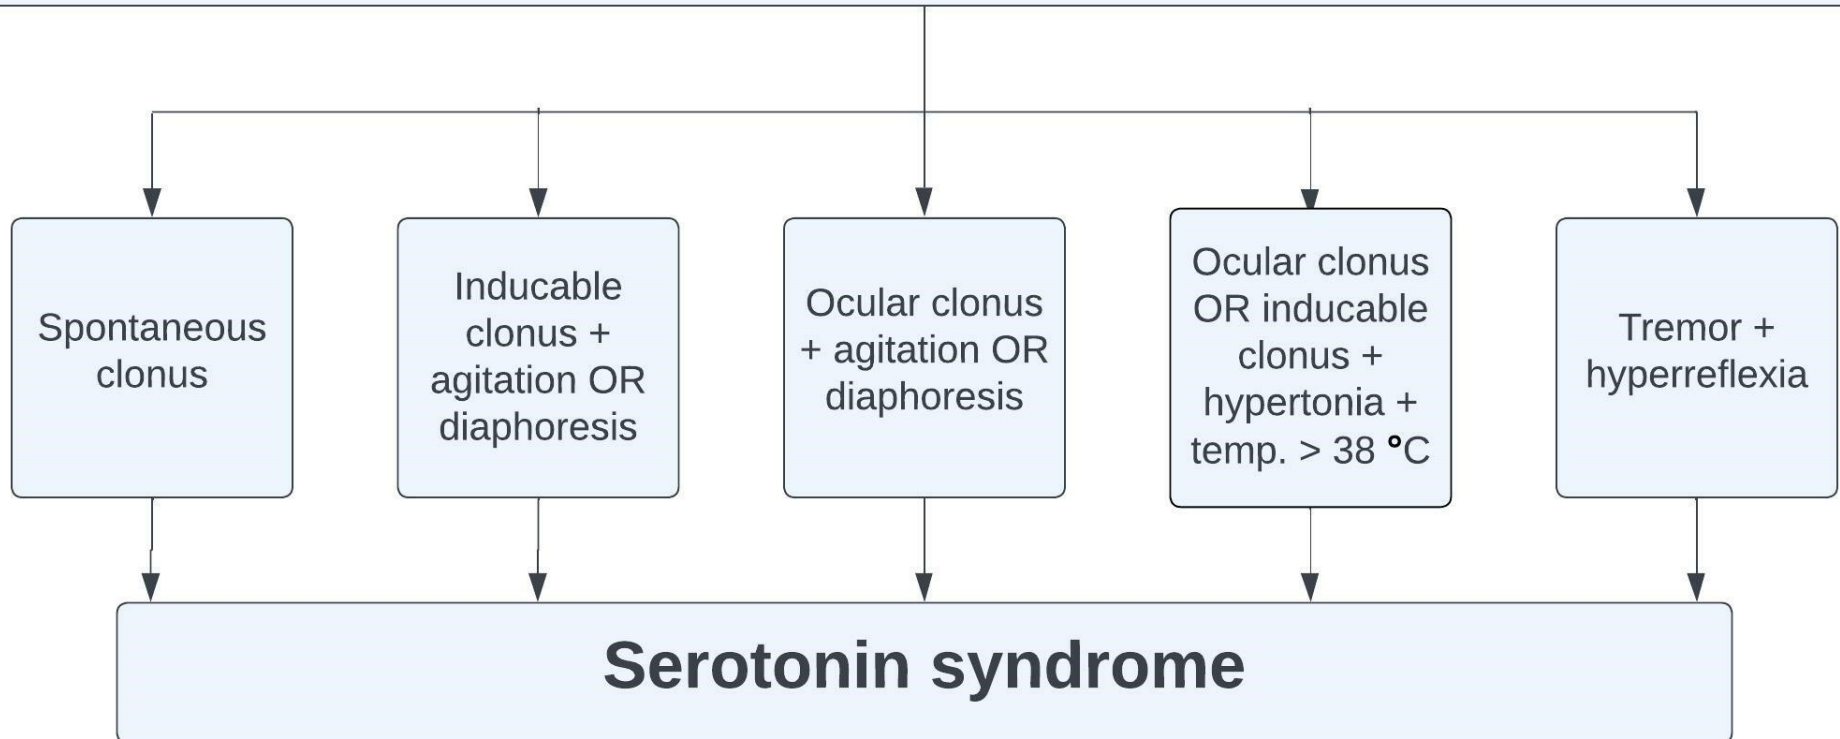 Spontaneous
clonus
Inducable
clonus +
agitation OR
diaphoresis
Ocular clonus
+ agitation OR
diaphoresis
Ocular clonus
OR inducable
clonus +
hypertonia +
temp. > 38 °C
Tremor +
hyperreflexia
Serotonin syndrome